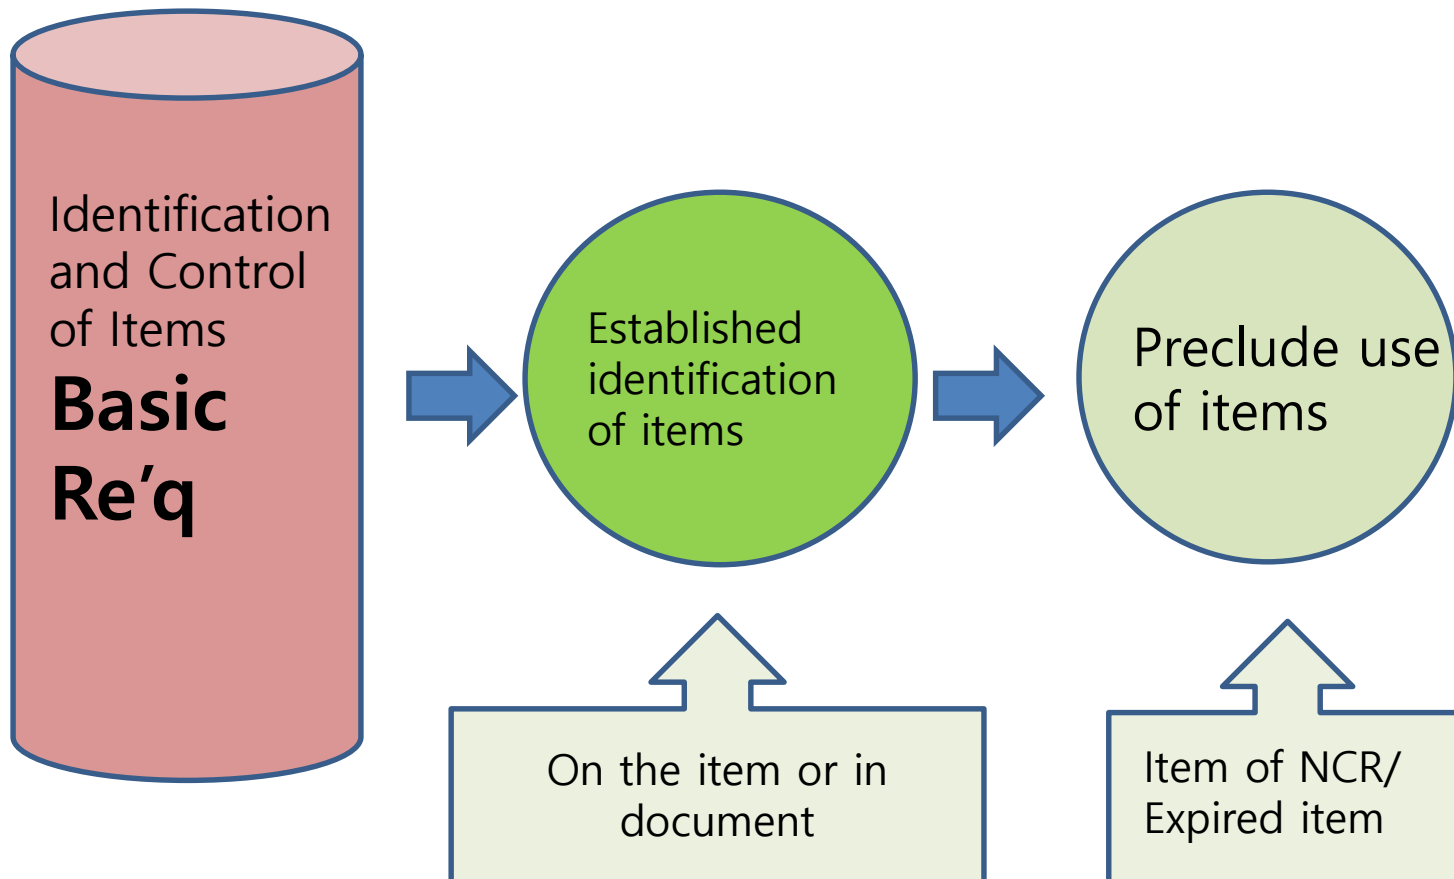 Identification
and Control
of Items
Basic
Re’q
Established
identification
of items
Preclude use
of items
On the item or in
document
Item of NCR/
Expired item